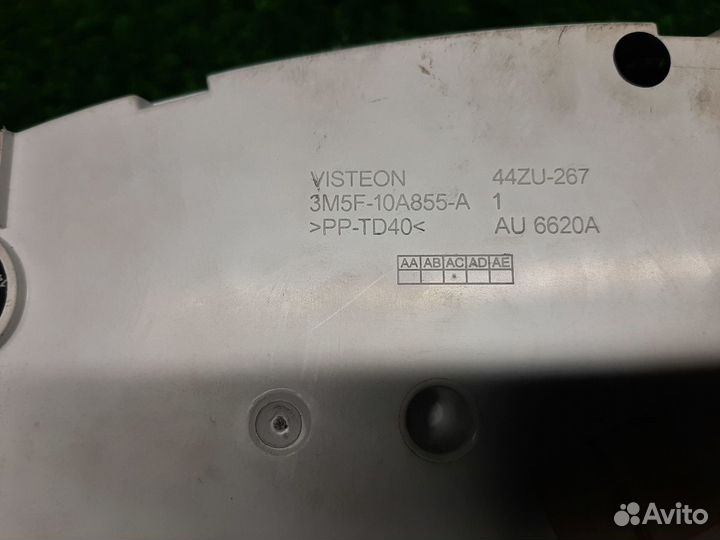 VISTEON 44ZU-267
3M5F-10A855-A 1
>PP-TD40< AU 6620A
AA AB AC AD AE
Avito